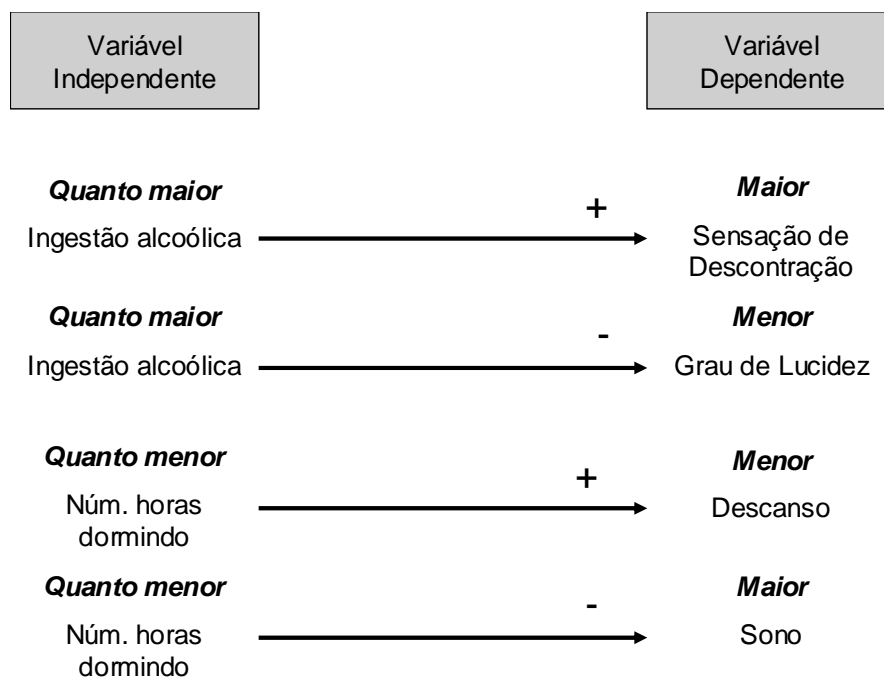 Variável
Independente
Variável
Dependente
Quanto maior
Ingestão alcoólica
+
Maior
Sensação de
Descontração
Quanto maior
Ingestão alcoólica
-
Menor
Grau de Lucidez
Quanto menor
Núm. horas
dormindo
+
Menor
Descanso
Quanto menor
Núm. horas
dormindo
-
Maior
Sono